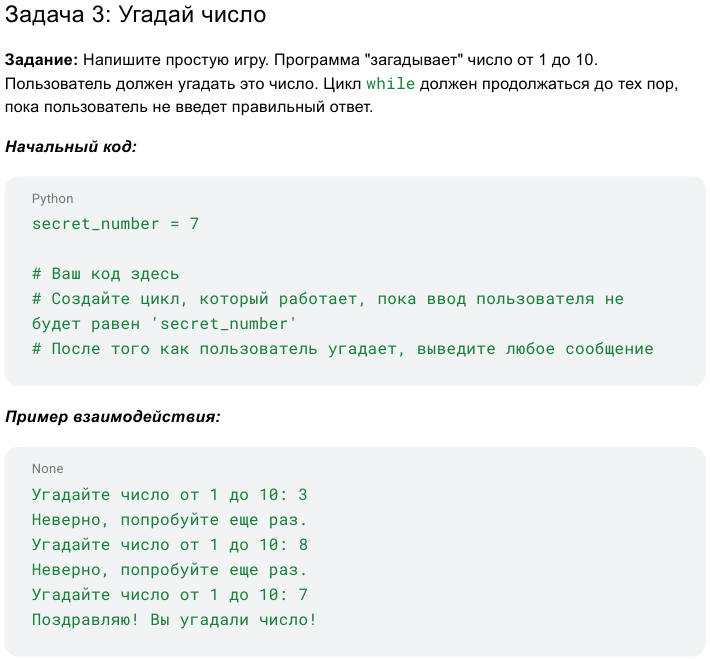 Задача 3: Угадай число
Задание: Напишите простую игру. Программа "загадывает" число от 1 до 10.
Пользователь должен угадать это число. Цикл while должен продолжаться до тех пор,
пока пользователь не введет правильный ответ.
Начальный код:
Python
secret_number = 7
# Ваш код здесь
# Создайте цикл, который работает, пока ввод пользователя не
будет равен 'secret_number'
# После того как пользователь угадает, выведите любое сообщение
Пример взаимодействия:
None
Угадайте число от 1 до 10: 3
Неверно, попробуйте еще раз.
Угадайте число от 1 до 10: 8
Неверно, попробуйте еще раз.
Угадайте число от 1 до 10: 7
Поздравляю! Вы угадали число!